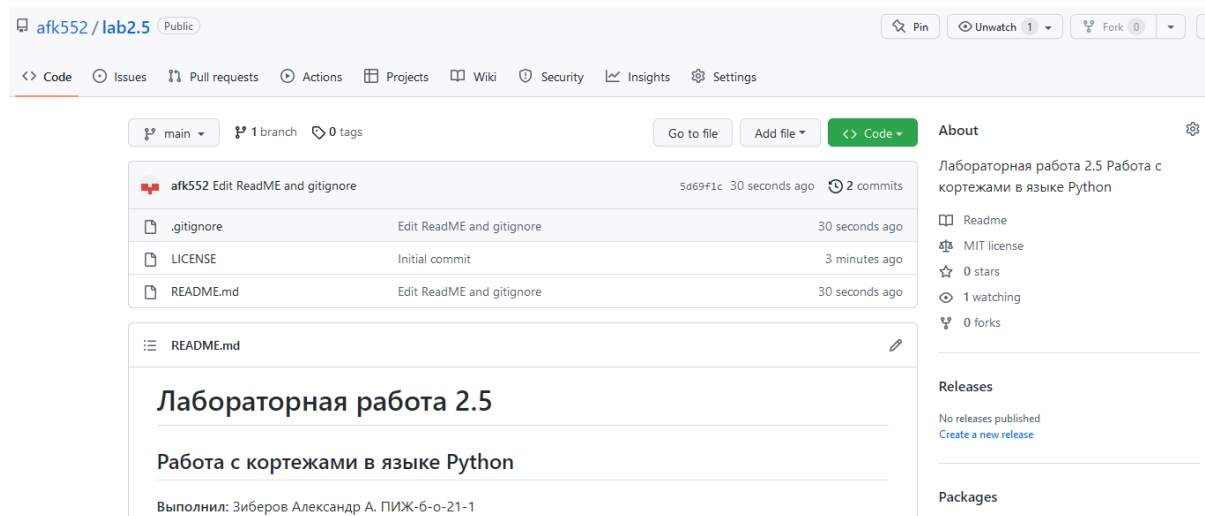 afk552 / lab2.5 Public
Pin Unwatch 1 Fork 0
Code Issues Pull requests Actions Projects Wiki Security Insights Settings
main 1 branch 0 tags Go to file Add file Code
afk552 Edit ReadME and gitignore 5d69f1c 30 seconds ago 2 commits
.gitignore Edit ReadME and gitignore 30 seconds ago
LICENSE Initial commit 3 minutes ago
README.md Edit ReadME and gitignore 30 seconds ago
README.md
Лабораторная работа 2.5
Работа с кортежами в языке Python
Выполнил: Зиберов Александр А. ПИЖ-б-о-21-1
About
Лабораторная работа 2.5 Работа с
кортежами в языке Python
Readme
MIT license
0 stars
1 watching
0 forks
Releases
No releases published
Create a new release
Packages